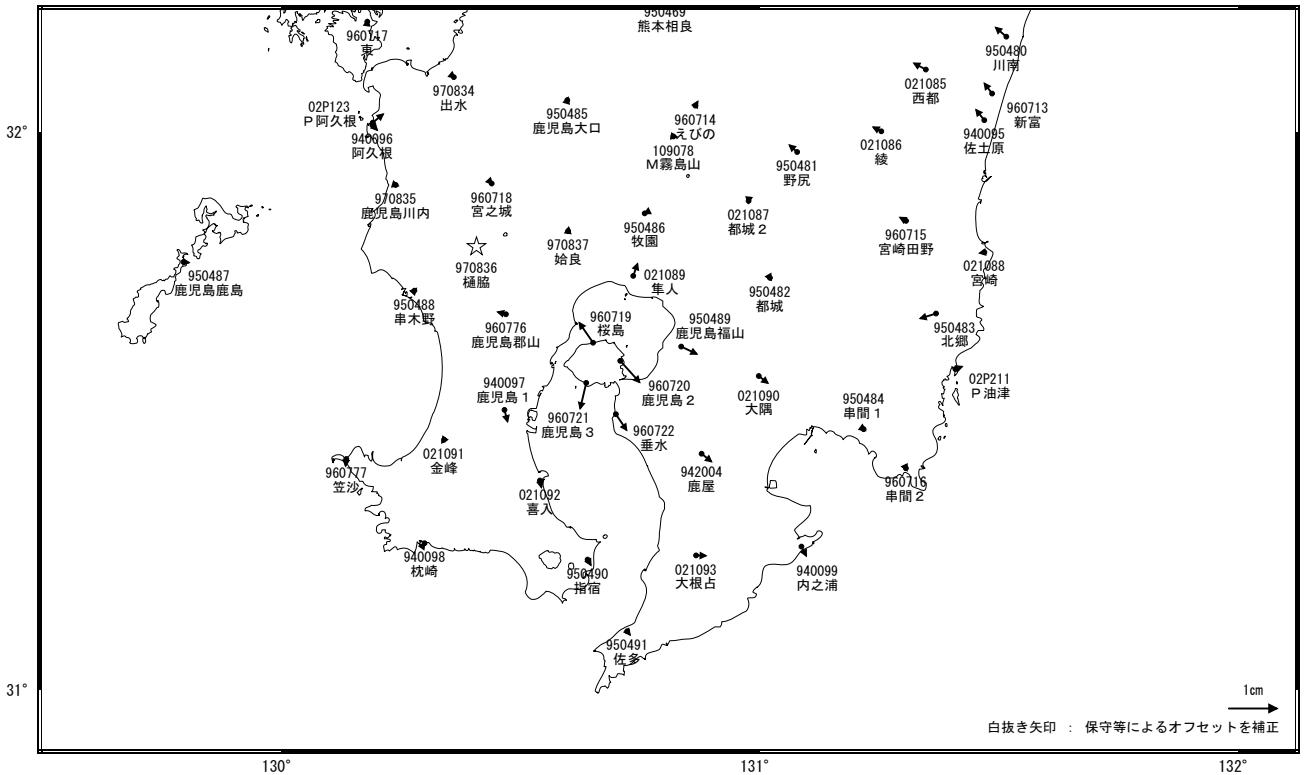 950469
熊本相良
960717
東
950480
川南
021085
西都
970834
出水
02P123
Ｐ阿久根
950485
鹿児島大口
960714
えびの
960713
新富
940096
阿久根
109078
Ｍ霧島山
021086
綾
940095
佐土原
32°
950481
野尻
970835
鹿児島川内
960718
宮之城
950486
牧園
021087
都城２
960715
宮崎田野
970837
姶良
970836
樋脇
021089
隼人
021088
宮崎
950487
鹿児島鹿島
950482
都城
950488
串木野
960719
桜島
950489
鹿児島福山
960776
鹿児島郡山
950483
北郷
940097
鹿児島１
960720
鹿児島２
021090
大隅
02P211
Ｐ油津
960721
鹿児島３
960722
垂水
950484
串間１
021091
金峰
960777
笠沙
942004
鹿屋
960716
串間２
021092
喜入
940098
枕崎
950490
指宿
021093
大根占
940099
内之浦
950491
佐多
31°
1cm
白抜き矢印 ： 保守等によるオフセットを補正
130° 131° 132°